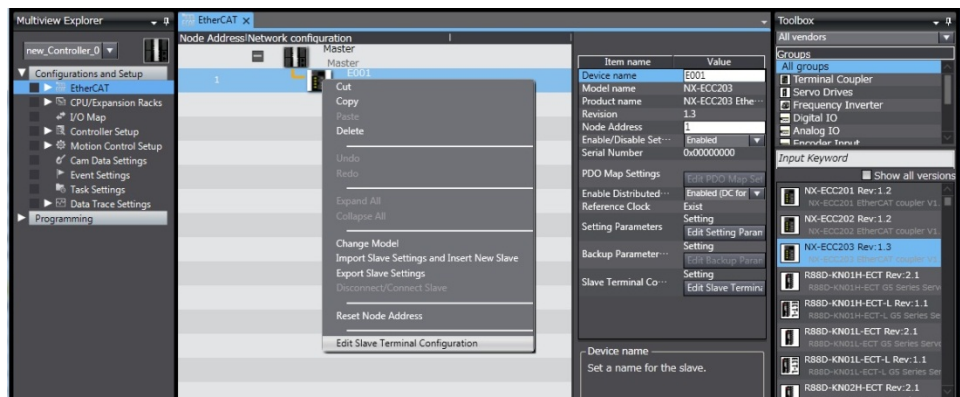 Multiview Explorer
new_Controller_0
Configurations and Setup
EtherCAT
CPU/Expansion Racks
I/O Map
Controller Setup
Motion Control Setup
Cam Data Settings
Event Settings
Task Settings
Data Trace Settings
Programming
EtherCAT
Node Address Network configuration
Master
Master
1
E001
Cut
Copy
Paste
Delete
Undo
Redo
Expand All
Collapse All
Change Model
Import Slave Settings and Insert New Slave
Export Slave Settings
Disconnect/Connect Slave
Reset Node Address
Edit Slave Terminal Configuration
Item name Value
Device name E001
Model name NX-ECC203
Product name NX-ECC203 Ethe···
Revision 1.3
Node Address 1
Enable/Disable Set··· Enabled
Serial Number 0x00000000
PDO Map Settings Edit PDO Map Set
Enable Distributed··· Enabled (DC for
Reference Clock Exist
Setting Parameters Setting
Edit Setting Paran
Backup Parameter··· Setting
Edit Backup Parar
Slave Terminal Co··· Setting
Edit Slave Termina
Device name
Set a name for the slave.
Toolbox
All vendors
Groups
All groups
Terminal Coupler
Servo Drives
Frequency Inverter
Digital IO
Analog IO
Encoder Input
Input Keyword
Show all versions
NX-ECC201 Rev:1.2
NX-ECC201 EtherCAT coupler V1.
NX-ECC202 Rev:1.2
NX-ECC202 EtherCAT coupler V1.
NX-ECC203 Rev:1.3
NX-ECC203 EtherCAT coupler V1.
R88D-KN01H-ECT Rev:2.1
R88D-KN01H-ECT G5 Series Serv
R88D-KN01H-ECT-L Rev:1.1
R88D-KN01H-ECT-L G5 Series Se
R88D-KN01L-ECT Rev:2.1
R88D-KN01L-ECT G5 Series Serv
R88D-KN01L-ECT-L Rev:1.1
R88D-KN01L-ECT-L G5 Series Ser
R88D-KN02H-ECT Rev:2.1